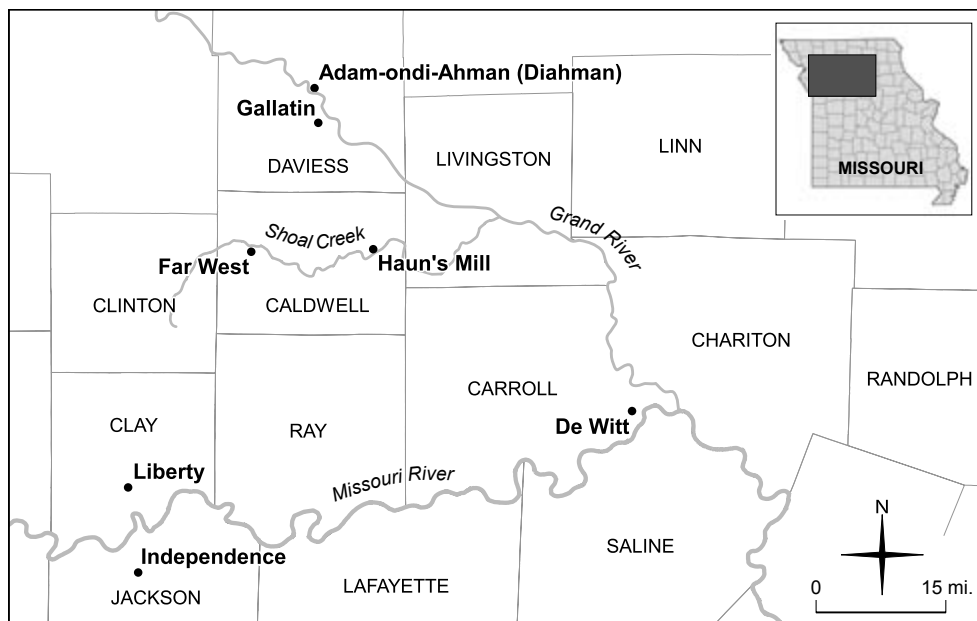 Adam-ondi-Ahman (Diahman)
Gallatin
DAVIESS
LIVINGSTON
LINN
MISSOURI
Grand River
Shoal Creek
Far West
Haun's Mill
CLINTON
CALDWELL
CHARITON
RANDOLPH
CARROLL
De Witt
CLAY
RAY
Liberty
Missouri River
N
Independence
SALINE
JACKSON
LAFAYETTE
0 15 mi.